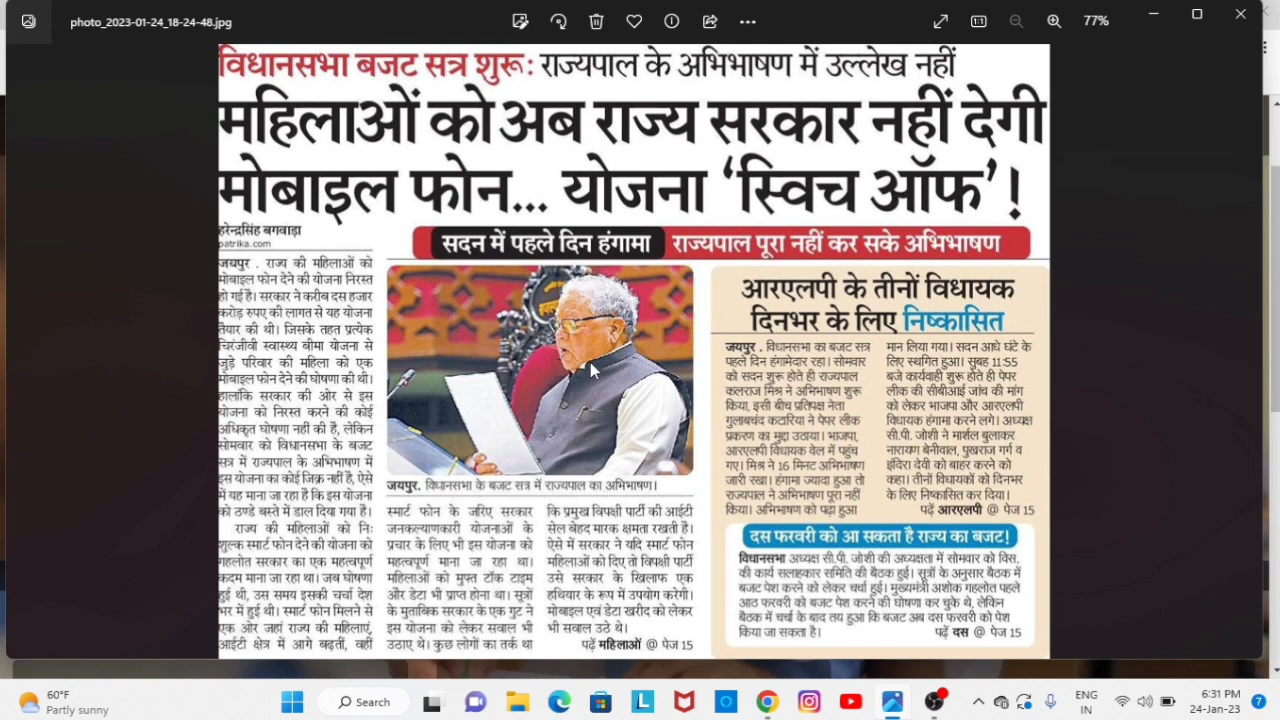 photo_2023-01-24_18-24-48.jpg
77%
विधानसभा बजट सत्र शुरू: राज्यपाल के अभिभाषण में उल्लेख नहीं
महिलाओं को अब राज्य सरकार नहीं देगी
मोबाइल फोन... योजना ‘स्विच ऑफ’!
हरेन्द्रसिंह बगवाड़ा
patrika.com
सदन में पहले दिन हंगामा राज्यपाल पूरा नहीं कर सके अभिभाषण
जयपुर . राज्य की महिलाओं को
मोबाइल फोन देने की योजना निरस्त
हो गई है। सरकार ने करीब दस हजार
करोड़ रुपए की लागत से यह योजना
तैयार की थी। जिसके तहत प्रत्येक
चिरंजीवी स्वास्थ्य बीमा योजना से
जुड़े परिवार की महिला को एक
मोबाइल फोन देने की घोषणा की थी।
हालांकि सरकार की ओर से इस
योजना को निरस्त करने की कोई
अधिकृत घोषणा नहीं की है, लेकिन
सोमवार को विधानसभा के बजट
सत्र में राज्यपाल के अभिभाषण में
इस योजना का कोई जिक्र नहीं है, ऐसे
में यह माना जा रहा है कि इस योजना
को ठण्डे बस्ते में डाल दिया गया है।
राज्य की महिलाओं को निः
शुल्क स्मार्ट फोन देने की योजना को
गहलोत सरकार का एक महत्वपूर्ण
कदम माना जा रहा था। जब घोषणा
हुई थी, उस समय इसकी चर्चा देश
भर में हुई थी। स्मार्ट फोन मिलने से
एक ओर जहां राज्य की महिलाएं,
आईटी क्षेत्र में आगे बढ़ती, वहीं
जयपुर. विधानसभा के बजट सत्र में राज्यपाल का अभिभाषण।
स्मार्ट फोन के जरिए सरकार
जनकल्याणकारी योजनाओं के
प्रचार के लिए भी इस योजना को
महत्वपूर्ण माना जा रहा था।
महिलाओं को मुफ्त टॉक टाइम
और डेटा भी प्राप्त होना था। सूत्रों
के मुताबिक सरकार के एक गुट ने
इस योजना को लेकर सवाल भी
उठाए थे। कुछ लोगों का तर्क था
कि प्रमुख विपक्षी पार्टी की आईटी
सेल बेहद मारक क्षमता रखती है।
ऐसे में सरकार ने यदि स्मार्ट फोन
महिलाओं को दिए तो विपक्षी पार्टी
उसे सरकार के खिलाफ एक
हथियार के रूप में उपयोग करेगी।
मोबाइल एवं डेटा खरीद को लेकर
भी सवाल उठे थे।
पढ़ें महिलाओं @ पेज 15
आरएलपी के तीनों विधायक
दिनभर के लिए निष्कासित
जयपुर . विधानसभा का बजट सत्र
पहले दिन हंगामेदार रहा। सोमवार
को सदन शुरू होते ही राज्यपाल
कलराज मिश्र ने अभिभाषण शुरू
किया, इसी बीच प्रतिपक्ष नेता
गुलाबचंद कटारिया ने पेपर लीक
प्रकरण का मुद्दा उठाया। भाजपा,
आरएलपी विधायक वेल में पहुंच
गए। मिश्र ने 16 मिनट अभिभाषण
जारी रखा। हंगामा ज्यादा हुआ तो
राज्यपाल ने अभिभाषण पूरा नहीं
किया। अभिभाषण को पढ़ा हुआ
मान लिया गया। सदन आधे घंटे के
लिए स्थगित हुआ। सुबह 11:55
बजे कार्यवाही शुरू होते ही पेपर
लीक की सीबीआई जांच की मांग
को लेकर भाजपा और आरएलपी
विधायक हंगामा करने लगे। अध्यक्ष
सी.पी. जोशी ने मार्शल बुलाकर
नारायण बेनीवाल, पुखराज गर्ग व
इंदिरा देवी को बाहर करने को
कहा। तीनों विधायकों को दिनभर
के लिए निष्कासित कर दिया।
पढ़ें आरएलपी @ पेज 15
दस फरवरी को आ सकता है राज्य का बजट!
विधानसभा अध्यक्ष सी.पी. जोशी की अध्यक्षता में सोमवार को विस.
की कार्य सलाहकार समिति की बैठक हुई। सूत्रों के अनुसार बैठक में
बजट पेश करने को लेकर चर्चा हुई। मुख्यमंत्री अशोक गहलोत पहले
आठ फरवरी को बजट पेश करने की घोषणा कर चुके थे, लेकिन
बैठक में चर्चा के बाद तय हुआ कि बजट अब दस फरवरी को पेश
किया जा सकता है। पढ़ें दस @ पेज 15
60°F
Partly sunny
Search
ENG
IN
6:31 PM
24-Jan-23
7